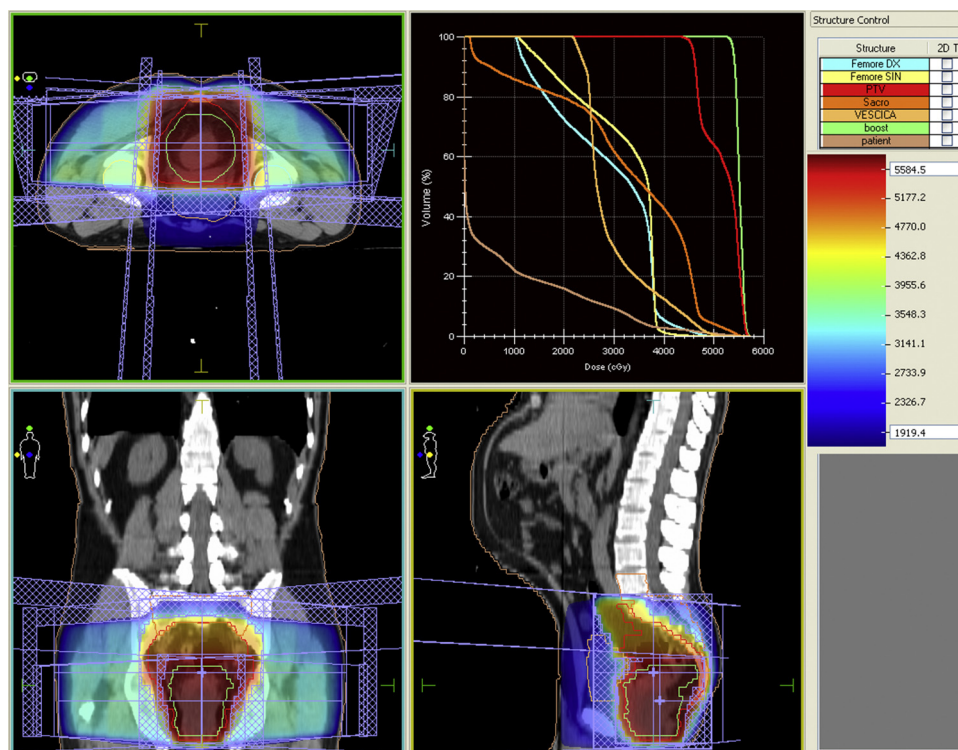 Structure Control
Structure 2D T
Femore DX
Femore SIN
PTV
Sacro
VESCICA
boost
patient
100
80
60
40
20
0
Volume (%)
0 1000 2000 3000 4000 5000 6000
Dose (cGy)
5584.5
5177.2
4770.0
4362.8
3955.6
3548.3
3141.1
2733.9
2326.7
1919.4